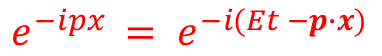 e^{-ipx} = e^{-i(Et -𝒑·𝒙)}